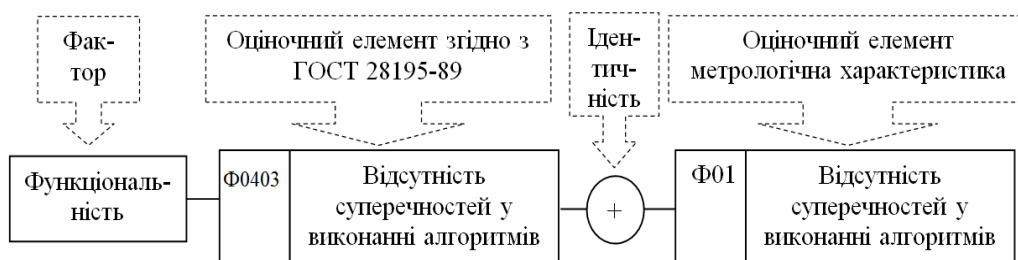 Фак-
тор
Оціночний елемент згідно з
ГОСТ 28195-89
Іден-
тич-
ність
Оціночний елемент
метрологічна характеристика
Функціональ-
ність
Ф0403
Відсутність
суперечностей у
виконанні алгоритмів
+
Ф01
Відсутність
суперечностей у
виконанні алгоритмів